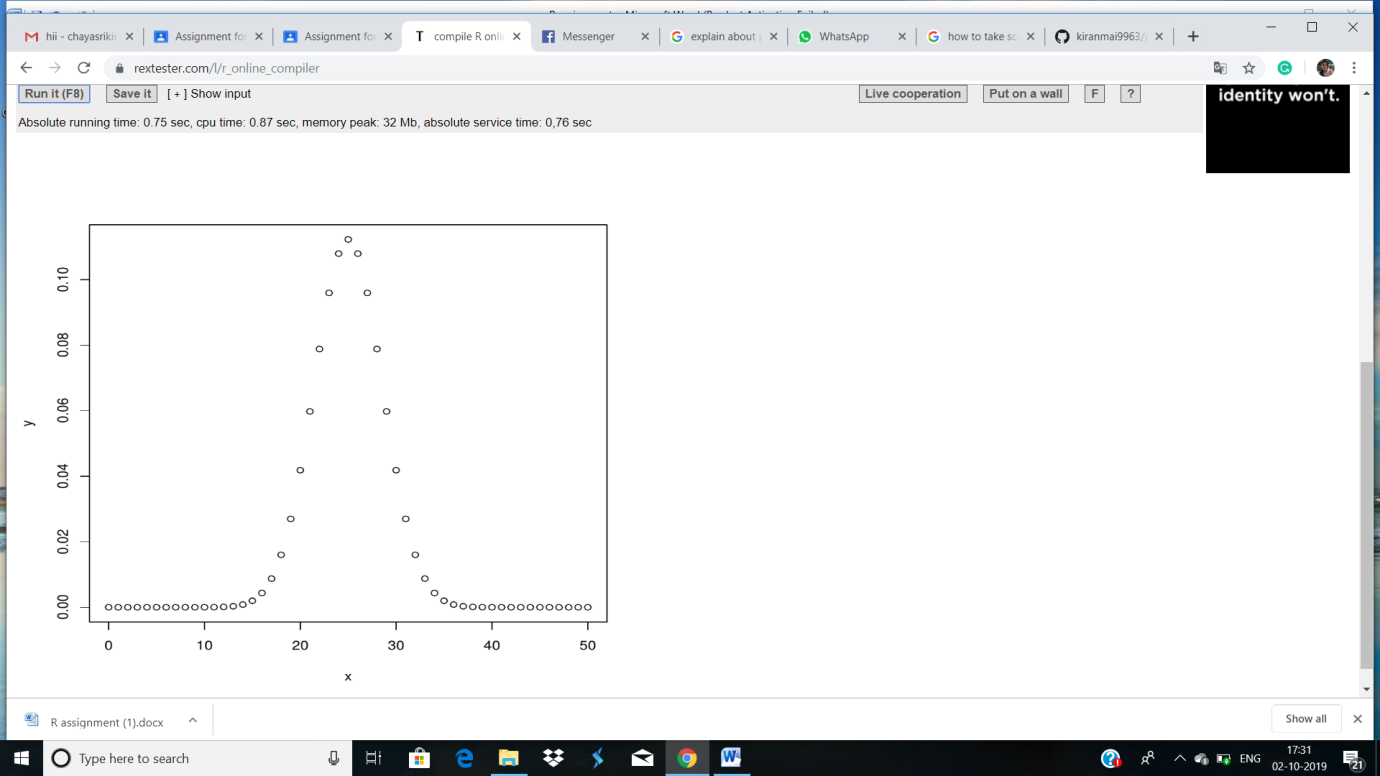 hii - chayasrikir
Assignment for
Assignment for
T compile R onli
Messenger
explain about p
WhatsApp
how to take sc
kiranmai9963/
rextester.com/l/r_online_compiler
Run it (F8) Save it [ + ] Show input Live cooperation Put on a wall F ?
identity won't.
Absolute running time: 0.75 sec, cpu time: 0.87 sec, memory peak: 32 Mb, absolute service time: 0,76 sec
0.10
0.08
0.06
y
0.04
0.02
0.00
0 10 20 30 40 50
x
R assignment (1).docx
Show all
Type here to search
ENG
17:31
02-10-2019
21